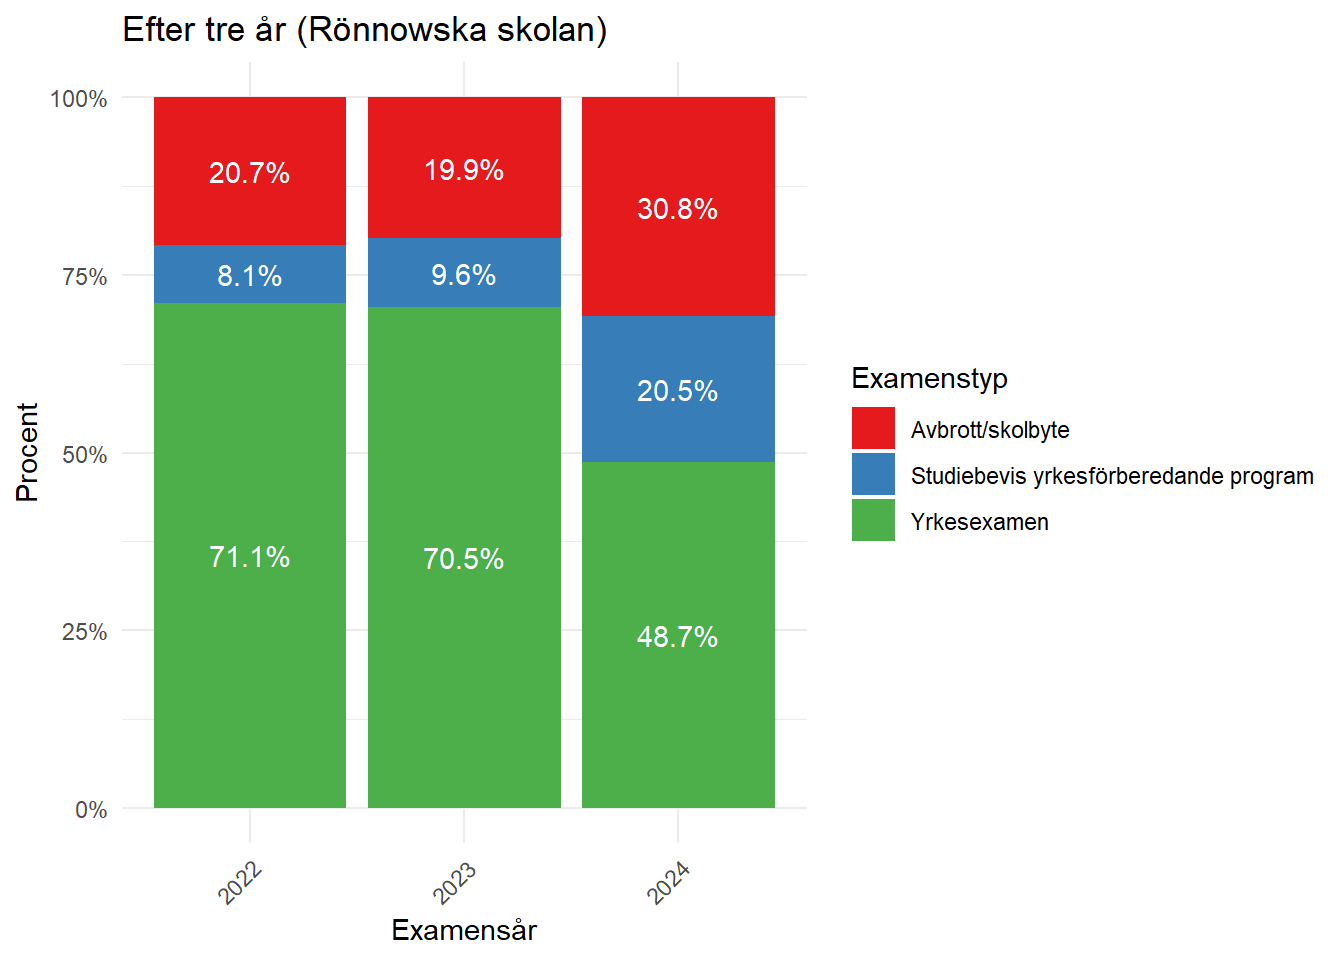 Efter tre år (Rönnowska skolan)
100%
75%
50%
25%
0%
Procent
20.7%
19.9%
30.8%
8.1%
9.6%
20.5%
71.1%
70.5%
48.7%
2022
2023
2024
Examensår
Examenstyp
Avbrott/skolbyte
Studiebevis yrkesförberedande program
Yrkesexamen